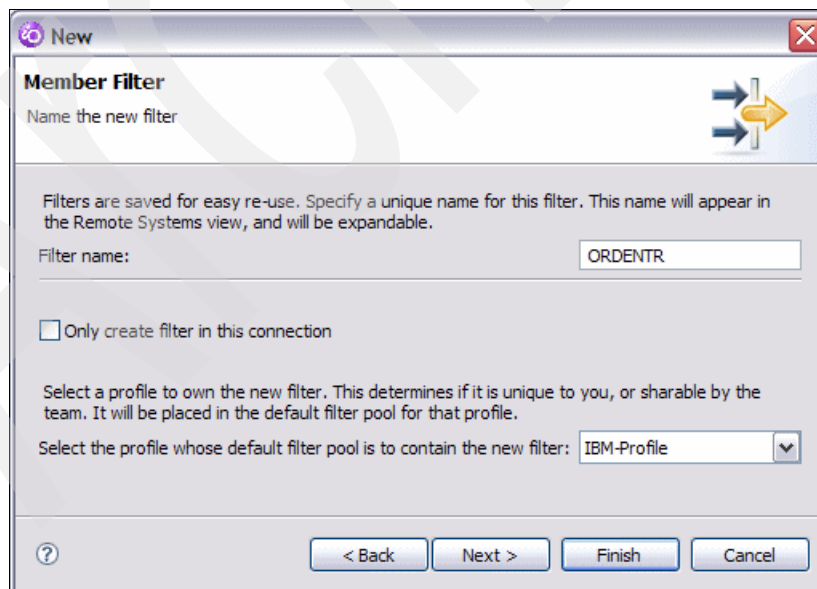 New
Member Filter
Name the new filter
Filters are saved for easy re-use. Specify a unique name for this filter. This name will appear in
the Remote Systems view, and will be expandable.
Filter name: ORDENTR
Only create filter in this connection
Select a profile to own the new filter. This determines if it is unique to you, or sharable by the
team. It will be placed in the default filter pool for that profile.
Select the profile whose default filter pool is to contain the new filter: IBM-Profile
< Back Next > Finish Cancel